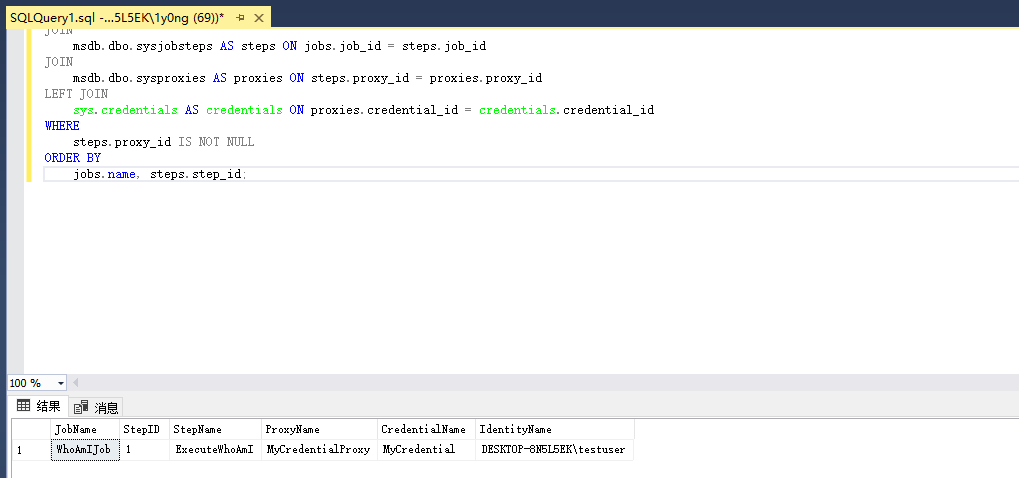 SQLQuery1.sql -...5L5EK\1y0ng (69))*
JOIN
msdb.dbo.sysjobsteps AS steps ON jobs.job_id = steps.job_id
JOIN
msdb.dbo.sysproxies AS proxies ON steps.proxy_id = proxies.proxy_id
LEFT JOIN
sys.credentials AS credentials ON proxies.credential_id = credentials.credential_id
WHERE
steps.proxy_id IS NOT NULL
ORDER BY
jobs.name, steps.step_id;
100 %
结果 消息
JobName StepID StepName ProxyName CredentialName IdentityName
1 WhoAmIJob 1 ExecuteWhoAmI MyCredentialProxy MyCredential DESKTOP-8N5L5EK\testuser